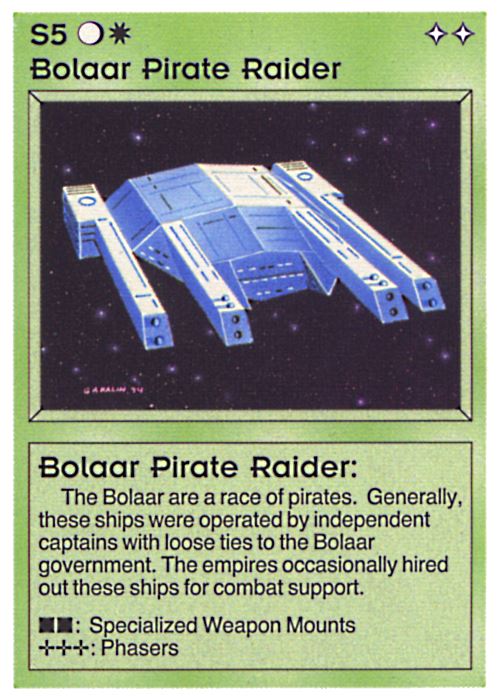 S5
Bolaar Pirate Raider
GARALIN '94
Bolaar Pirate Raider:
The Bolaar are a race of pirates. Generally,
these ships were operated by independent
captains with loose ties to the Bolaar
government. The empires occasionally hired
out these ships for combat support.
■■: Specialized Weapon Mounts
✢✢✢: Phasers